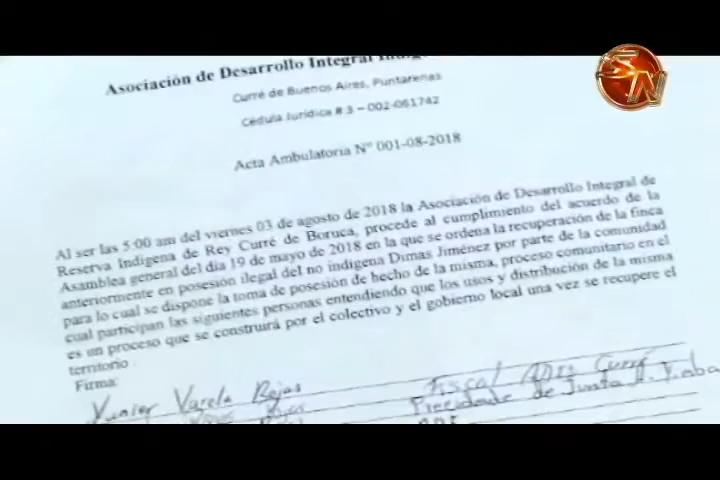 Asociación de Desarrollo Integral
SN
Curré de Buenos Aires, Puntarenas
Cédula Jurídica # 3 – 002-061742
Acta Ambulatoria N° 001-08-2018
Al ser las 5:00 am del viernes 03 de agosto de 2018 la Asociación de Desarrollo Integral de
Reserva Indígena de Rey Curré de Boruca, procede al cumplimiento del acuerdo de la
Asamblea general del día 19 de mayo de 2018 en la que se ordena la recuperación de la finca
anteriormente en posesión ilegal del no indígena Dimas Jiménez por parte de la comunidad
para lo cual se dispone la toma de posesión de hecho de la misma, proceso comunitario en el
cual participan las siguientes personas entendiendo que los usos y distribución de la misma
es un proceso que se construirá por el colectivo y el gobierno local una vez se recupere el
territorio
Firma:
Yunior Varela Rojas Fiscal Curré
de Junta